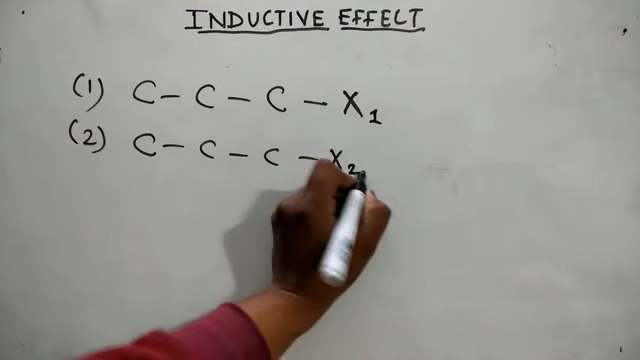 INDUCTIVE EFFECT
(1) C – C – C – X₁
(2) C – C – C – X₂